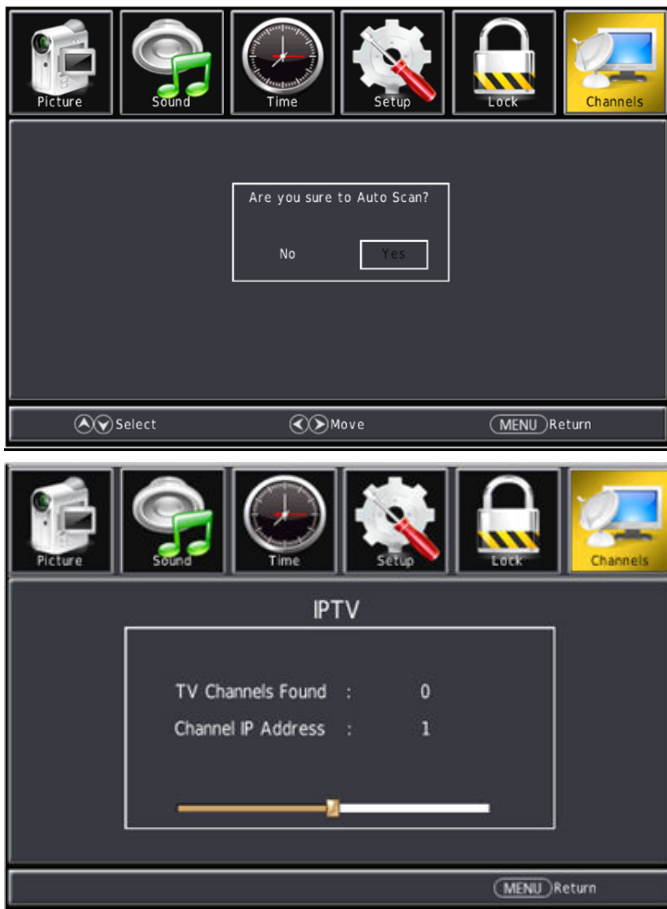 Picture Sound Time Setup Lock Channels
Are you sure to Auto Scan?
No Yes
Select Move MENU Return
Picture Sound Time Setup Lock Channels
IPTV
TV Channels Found : 0
Channel IP Address : 1
MENU Return